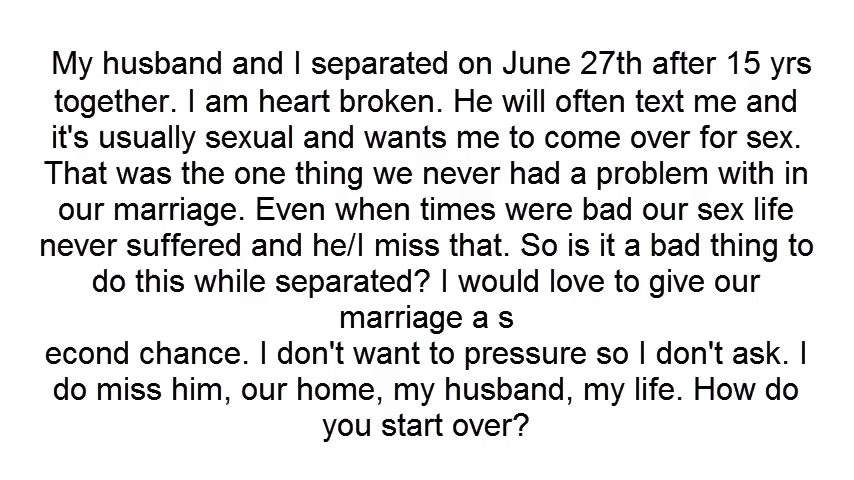 My husband and I separated on June 27th after 15 yrs
together. I am heart broken. He will often text me and
it's usually sexual and wants me to come over for sex.
That was the one thing we never had a problem with in
our marriage. Even when times were bad our sex life
never suffered and he/I miss that. So is it a bad thing to
do this while separated? I would love to give our
marriage a s
econd chance. I don't want to pressure so I don't ask. I
do miss him, our home, my husband, my life. How do
you start over?